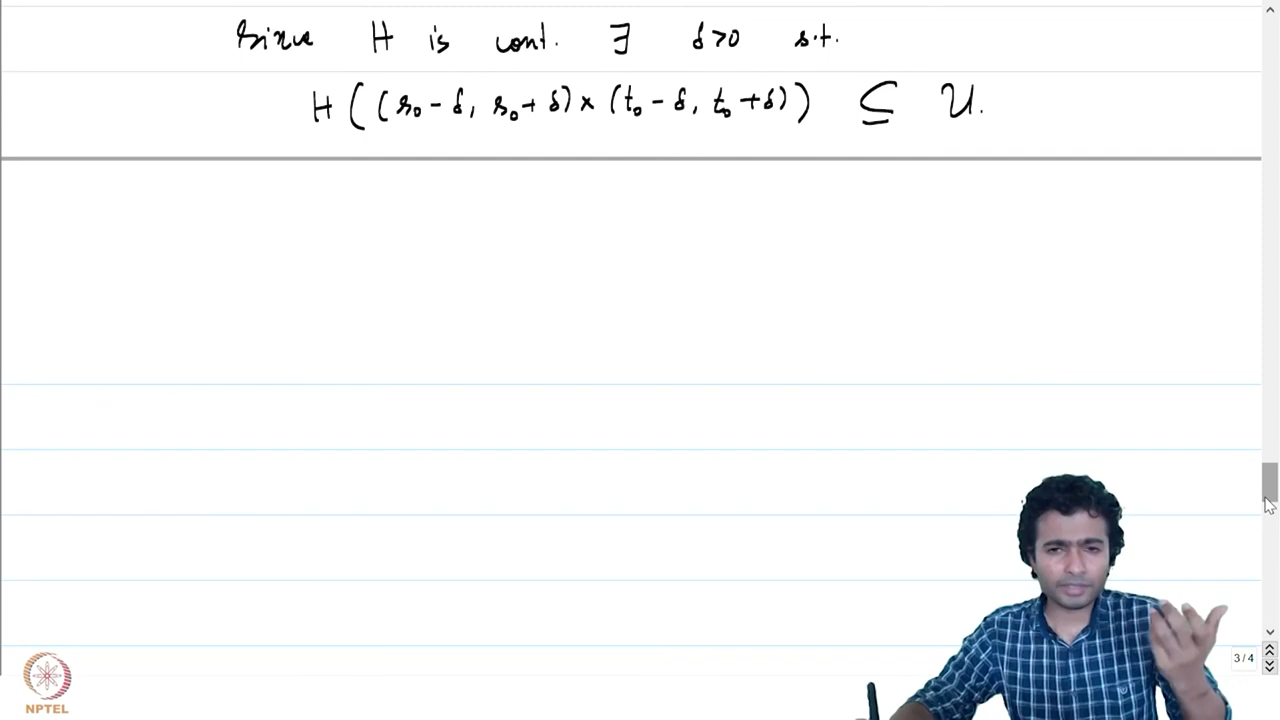 Since H is cont. ∃ δ>0 s.t.
H((s₀-δ, s₀+δ)×(t₀-δ, t₀+δ)) ⊆ U.
3/4
NPTEL